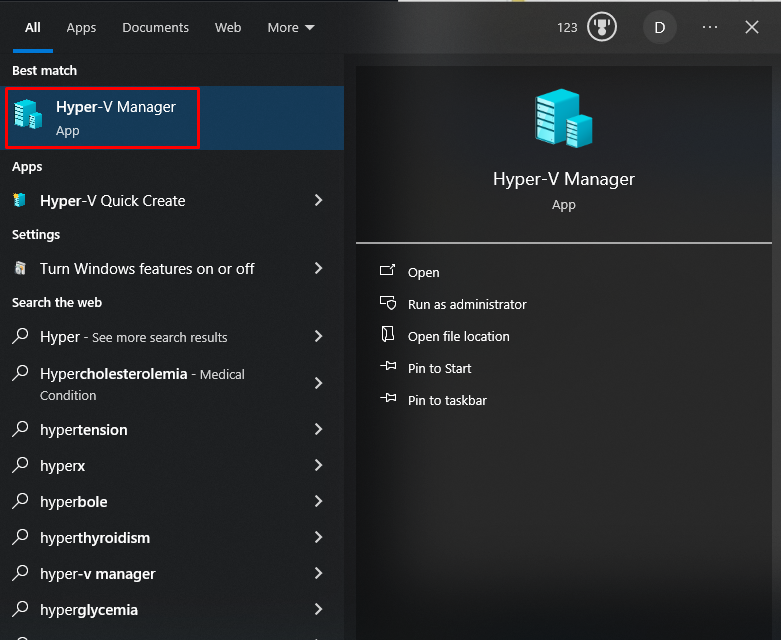 All Apps Documents Web More 123 D ...
Best match
Hyper-V Manager
App
Apps
Hyper-V Quick Create
Settings
Turn Windows features on or off
Search the web
Hyper - See more search results
Hypercholesterolemia - Medical
Condition
hypertension
hyperx
hyperbole
hyperthyroidism
hyper-v manager
hyperglycemia
Hyper-V Manager
App
Open
Run as administrator
Open file location
Pin to Start
Pin to taskbar